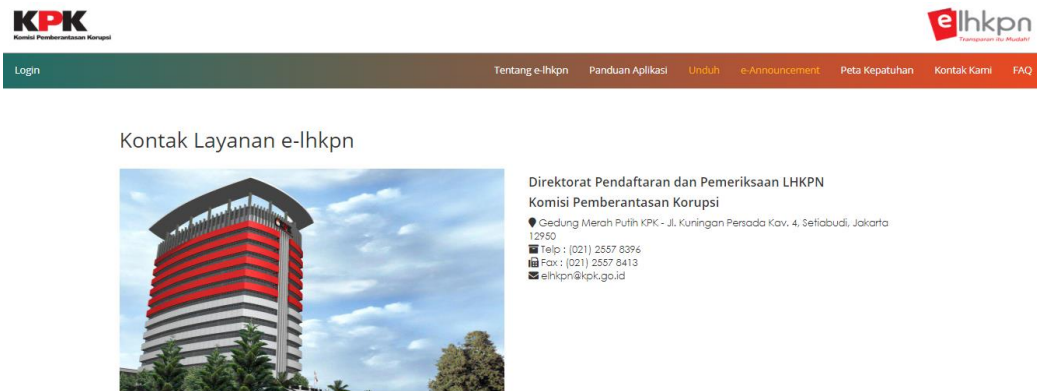 KPK
Komisi Pemberantasan Korupsi
elhkpn
Transparan itu Mudah!
Login
Tentang e-lhkpn
Panduan Aplikasi
Unduh
e-Announcement
Peta Kepatuhan
Kontak Kami
FAQ
Kontak Layanan e-lhkpn
Direktorat Pendaftaran dan Pemeriksaan LHKPN
Komisi Pemberantasan Korupsi
Gedung Merah Putih KPK - Jl. Kuningan Persada Kav. 4, Setiabudi, Jakarta
12950
Telp : (021) 2557 8396
Fax : (021) 2557 8413
elhkpn@kpk.go.id